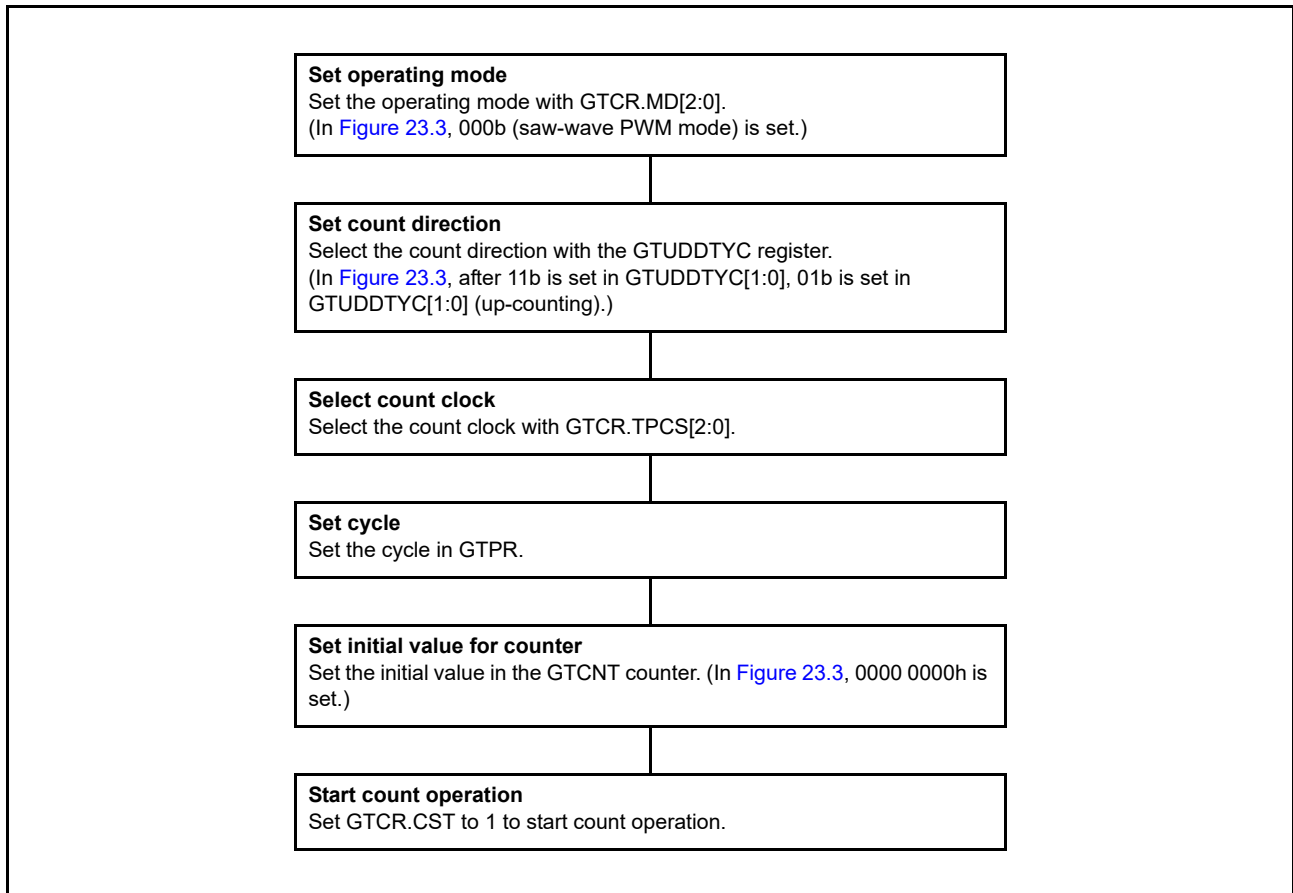 Set operating mode
Set the operating mode with GTCR.MD[2:0].
(In Figure 23.3, 000b (saw-wave PWM mode) is set.)
Set count direction
Select the count direction with the GTUDDTYC register.
(In Figure 23.3, after 11b is set in GTUDDTYC[1:0], 01b is set in
GTUDDTYC[1:0] (up-counting).)
Select count clock
Select the count clock with GTCR.TPCS[2:0].
Set cycle
Set the cycle in GTPR.
Set initial value for counter
Set the initial value in the GTCNT counter. (In Figure 23.3, 0000 0000h is
set.)
Start count operation
Set GTCR.CST to 1 to start count operation.